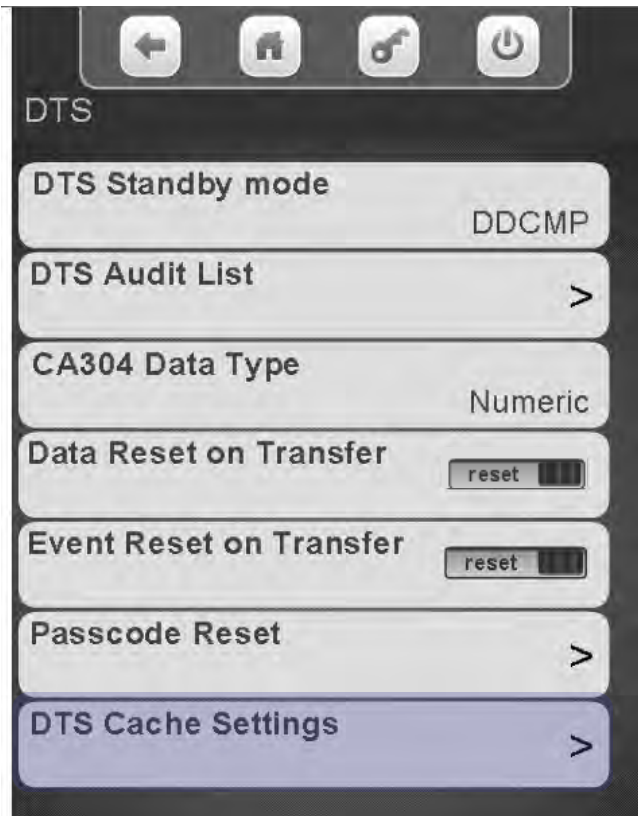 DTS
DTS Standby mode
DDCMP
DTS Audit List
>
CA304 Data Type
Numeric
Data Reset on Transfer
reset
Event Reset on Transfer
reset
Passcode Reset
>
DTS Cache Settings
>